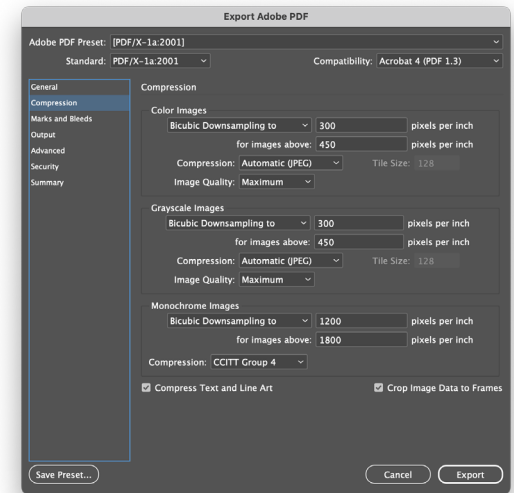 Export Adobe PDF
Adobe PDF Preset: [PDF/X-1a:2001]
Standard: PDF/X-1a:2001 Compatibility: Acrobat 4 (PDF 1.3)
General
Compression
Marks and Bleeds
Output
Advanced
Security
Summary
Compression
Color Images
Bicubic Downsampling to 300 pixels per inch
for images above: 450 pixels per inch
Compression: Automatic (JPEG) Tile Size: 128
Image Quality: Maximum
Grayscale Images
Bicubic Downsampling to 300 pixels per inch
for images above: 450 pixels per inch
Compression: Automatic (JPEG) Tile Size: 128
Image Quality: Maximum
Monochrome Images
Bicubic Downsampling to 1200 pixels per inch
for images above: 1800 pixels per inch
Compression: CCITT Group 4
Compress Text and Line Art Crop Image Data to Frames
Save Preset... Cancel Export